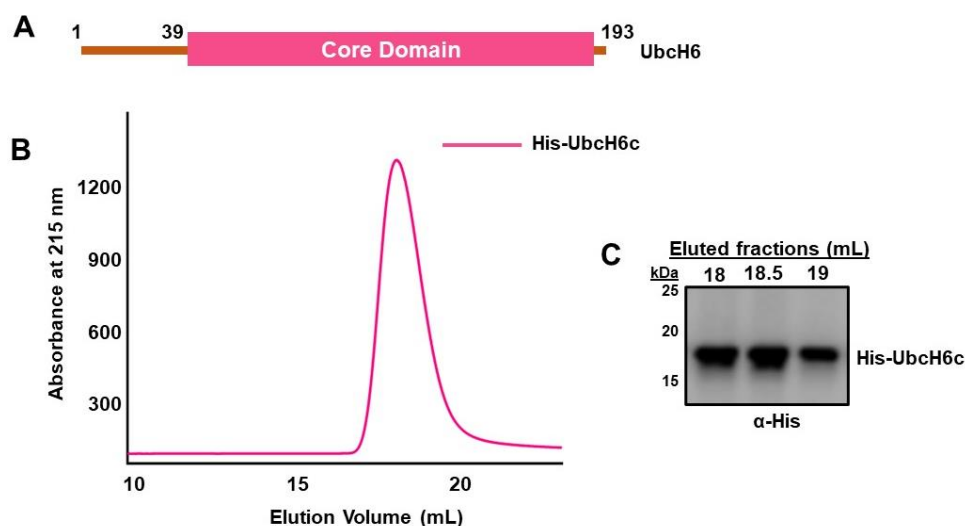 A
1
39
193
Core Domain
UbcH6
B
His-UbcH6c
Absorbance at 215 nm
1200
900
600
300
10
15
20
Elution Volume (mL)
C
Eluted fractions (mL)
kDa
18
18.5
19
25
20
15
His-UbcH6c
α-His